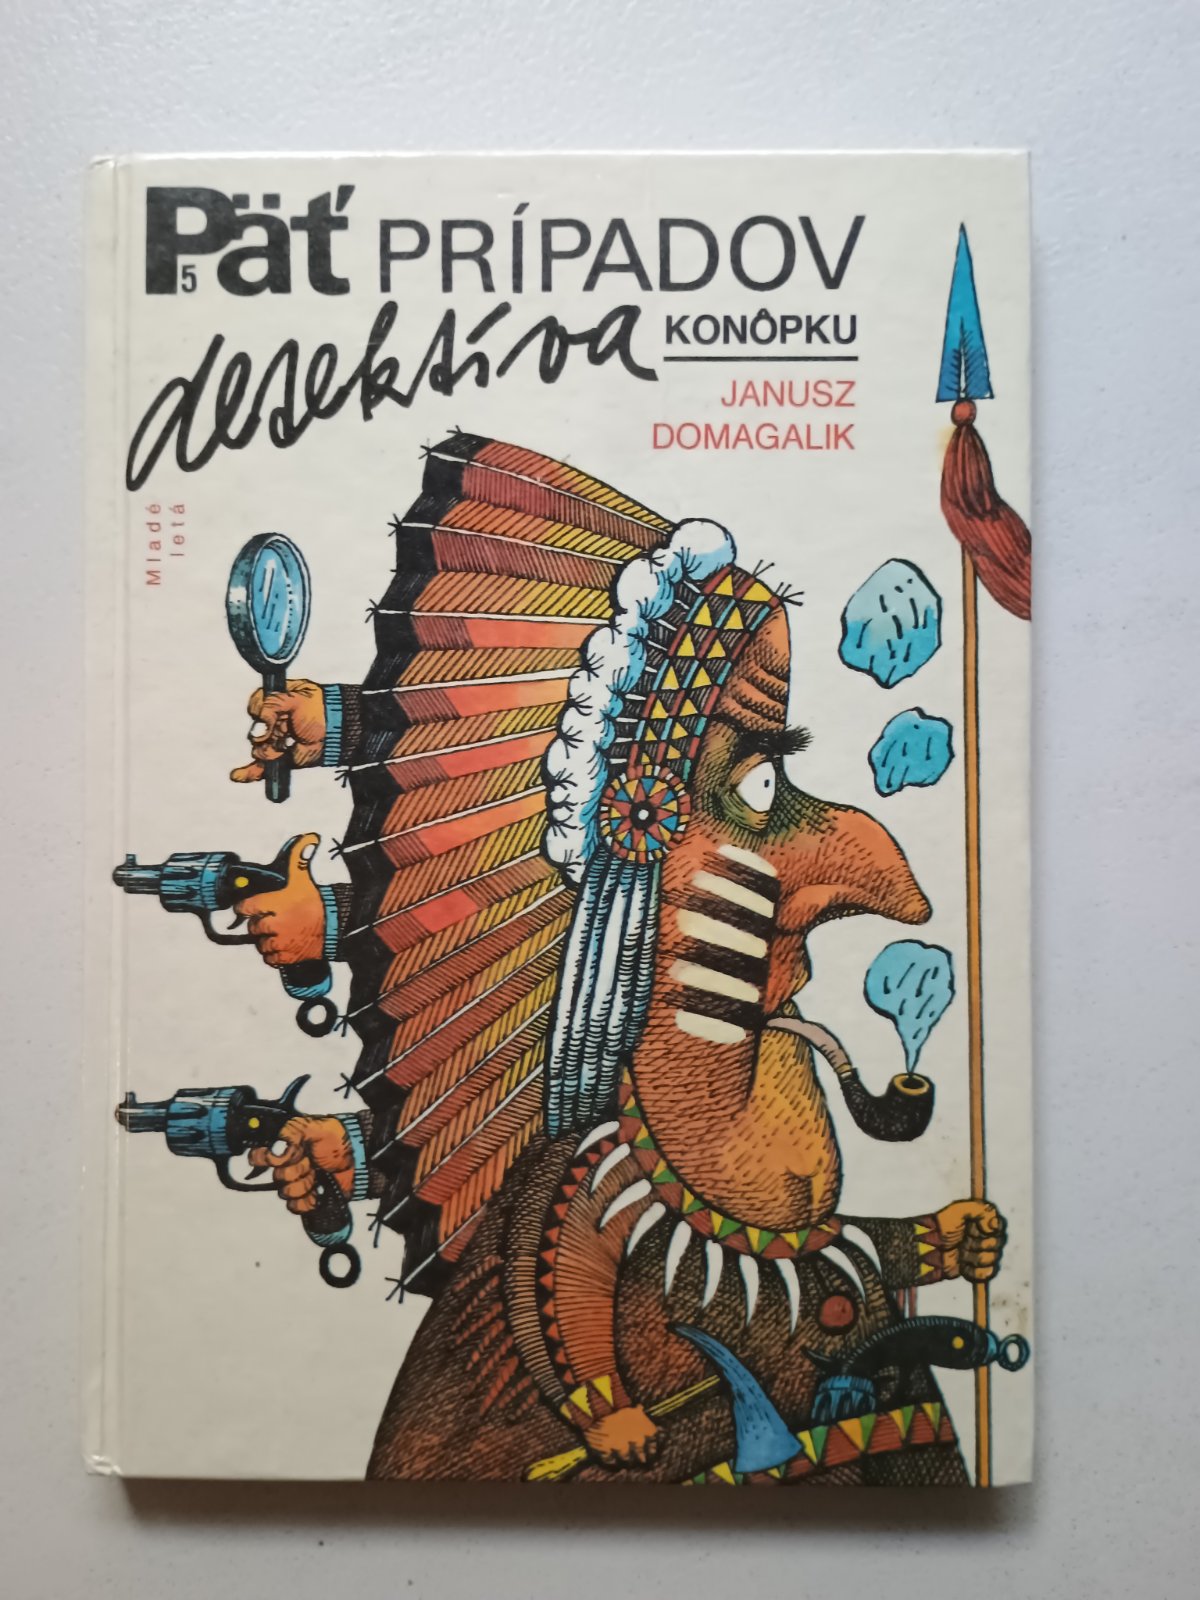 Päť PRÍPADOV
5
detektíva KONÔPKU
JANUSZ
DOMAGALIK
Mladé
letá